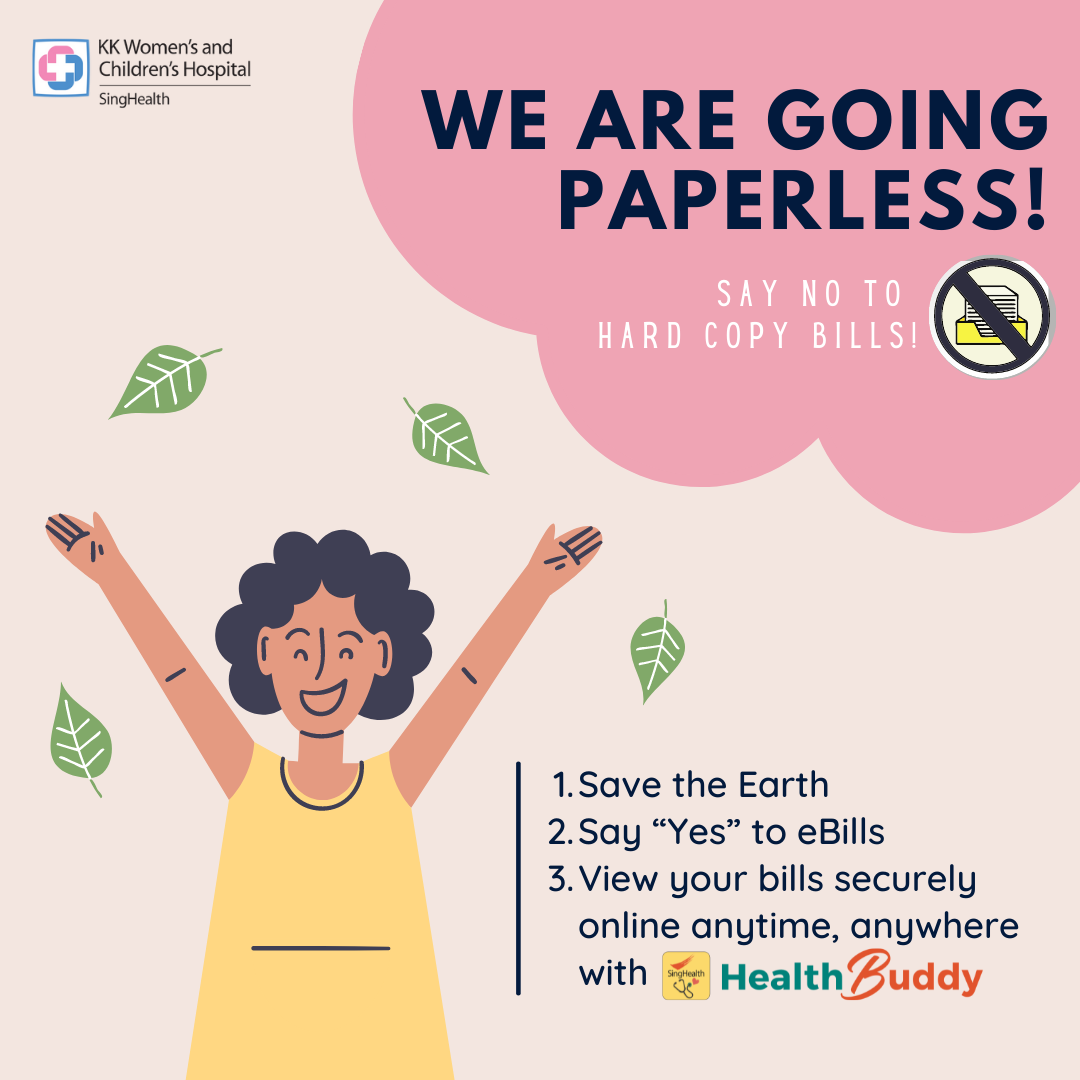 KK Women's and
Children's Hospital
SingHealth
WE ARE GOING
PAPERLESS!
SAY NO TO
HARD COPY BILLS!
1. Save the Earth
2. Say “Yes” to eBills
3. View your bills securely
online anytime, anywhere
with SingHealth HealthBuddy